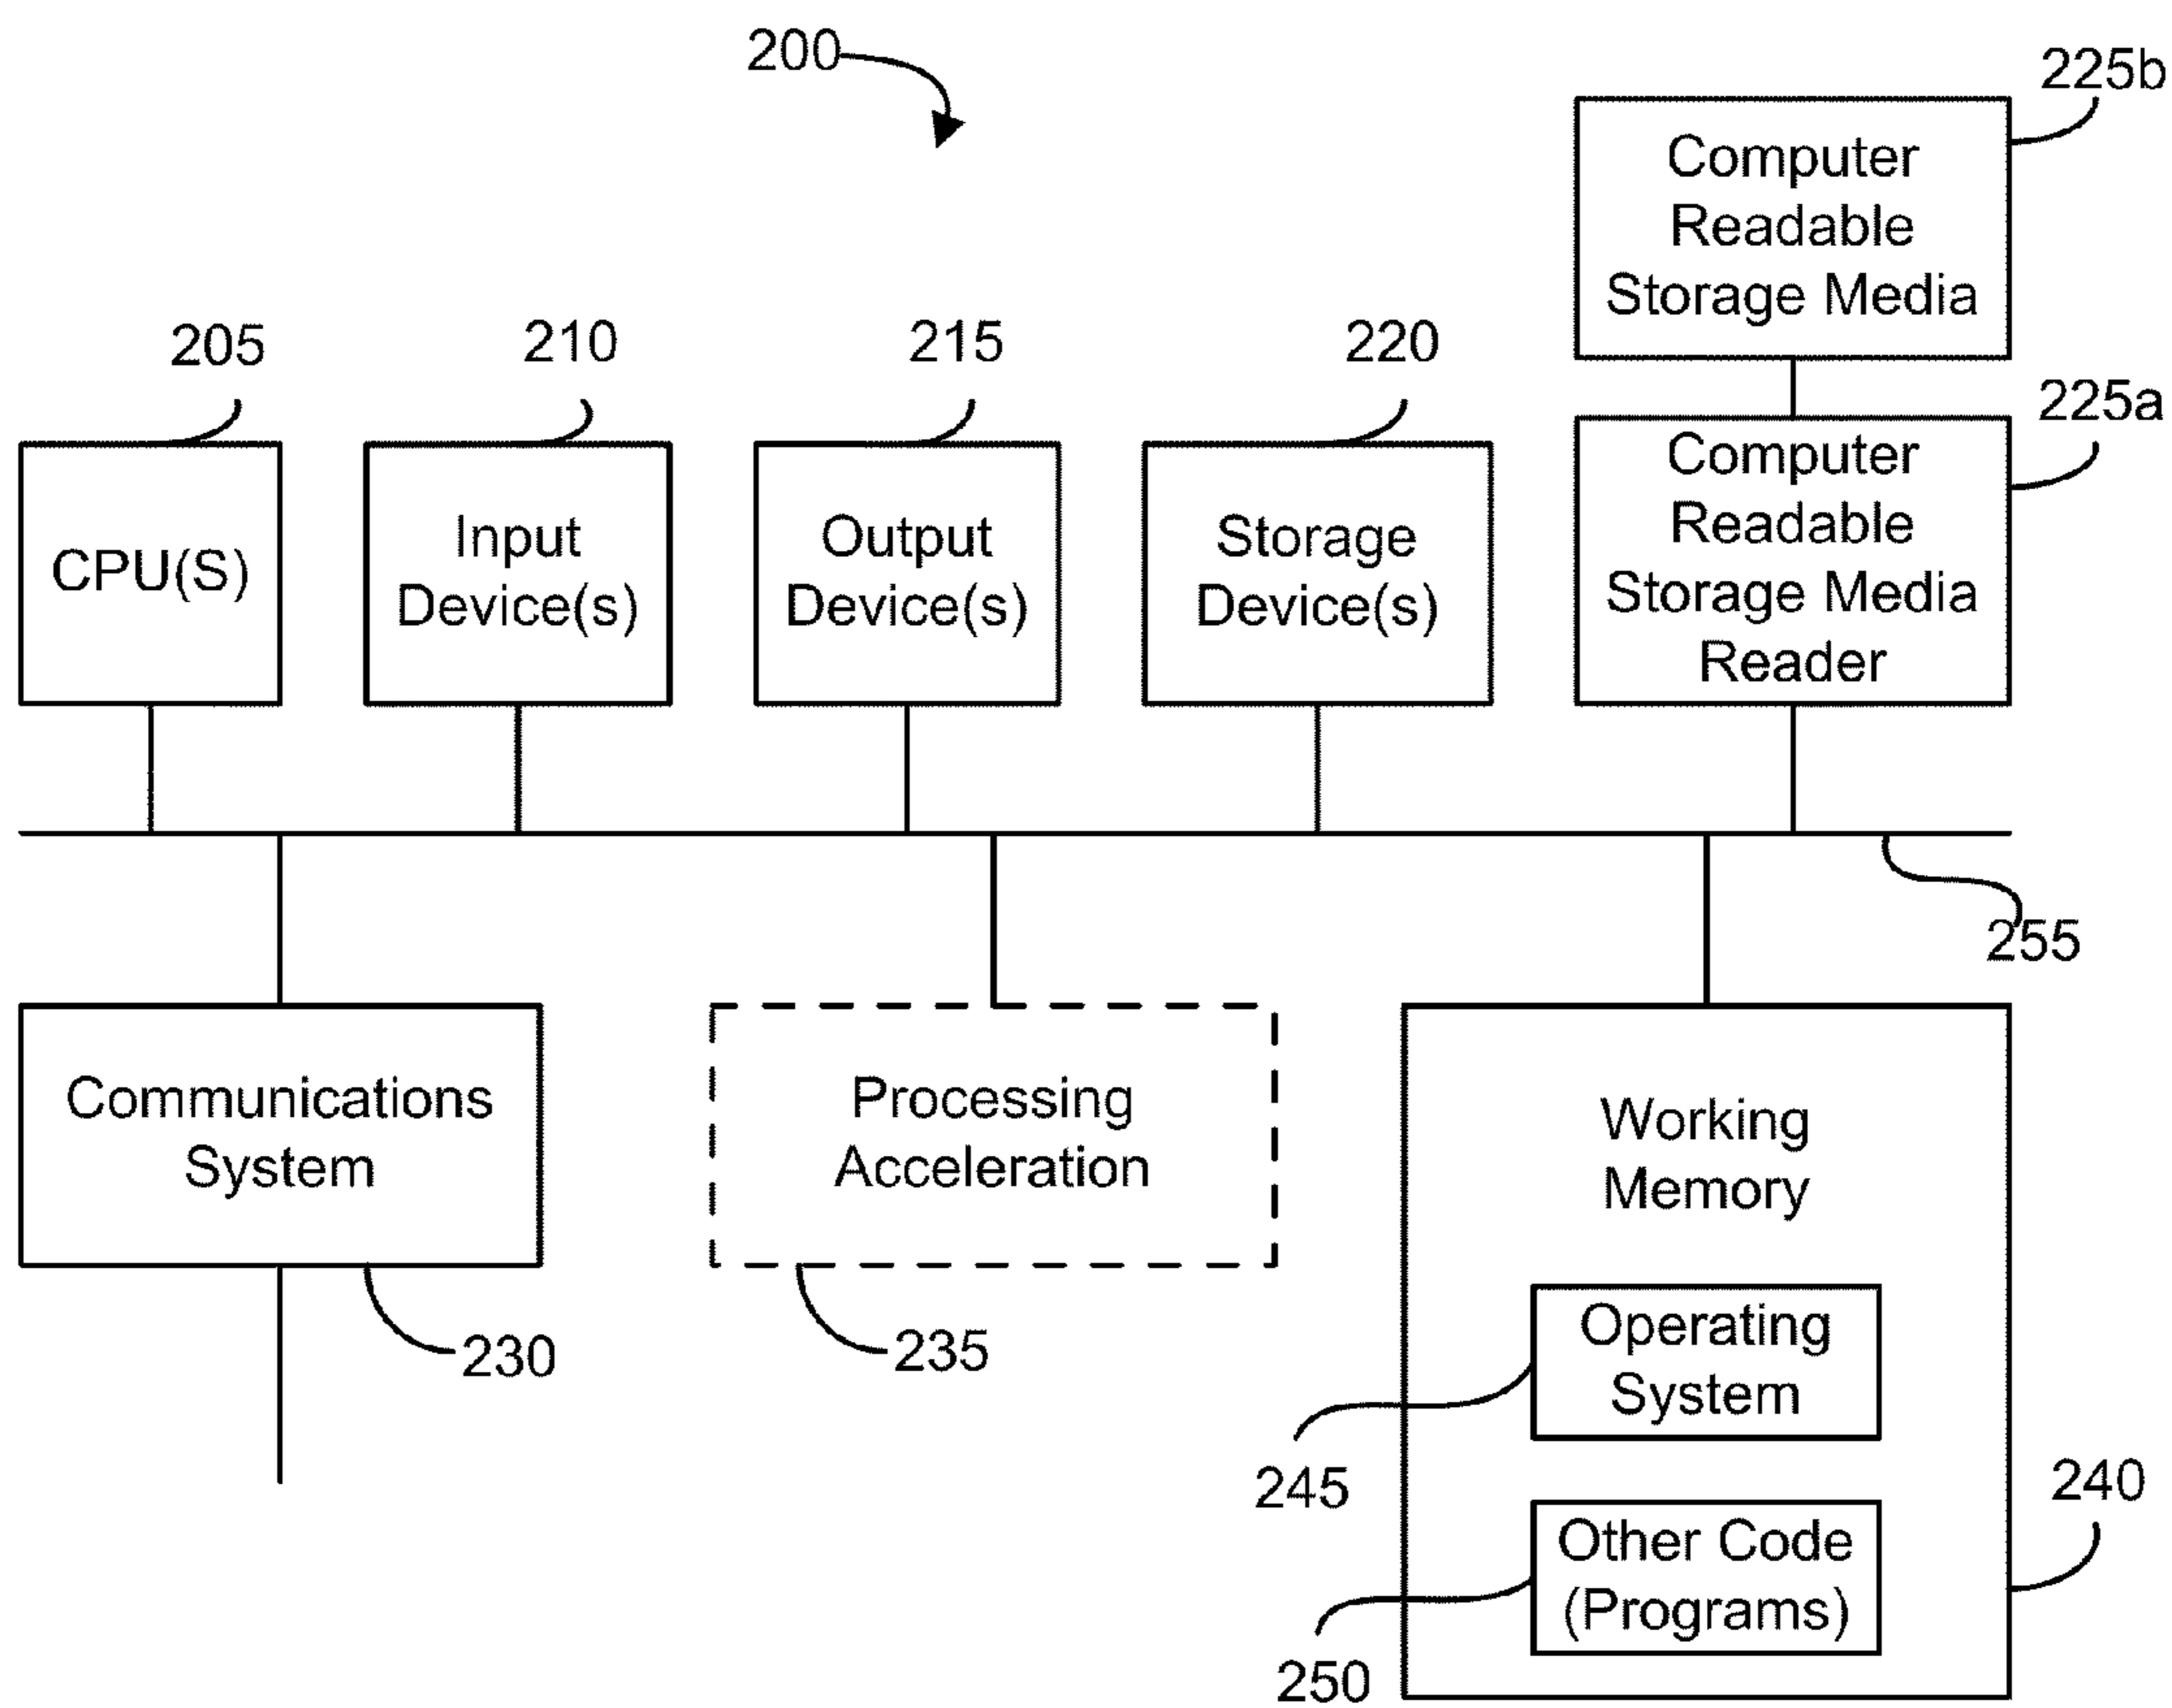 200
225b
Computer
Readable
Storage Media
205
210
215
220
225a
CPU(S)
Input
Device(s)
Output
Device(s)
Storage
Device(s)
Computer
Readable
Storage Media
Reader
255
Communications
System
Processing
Acceleration
Working
Memory
230
235
Operating
System
245
240
Other Code
(Programs)
250